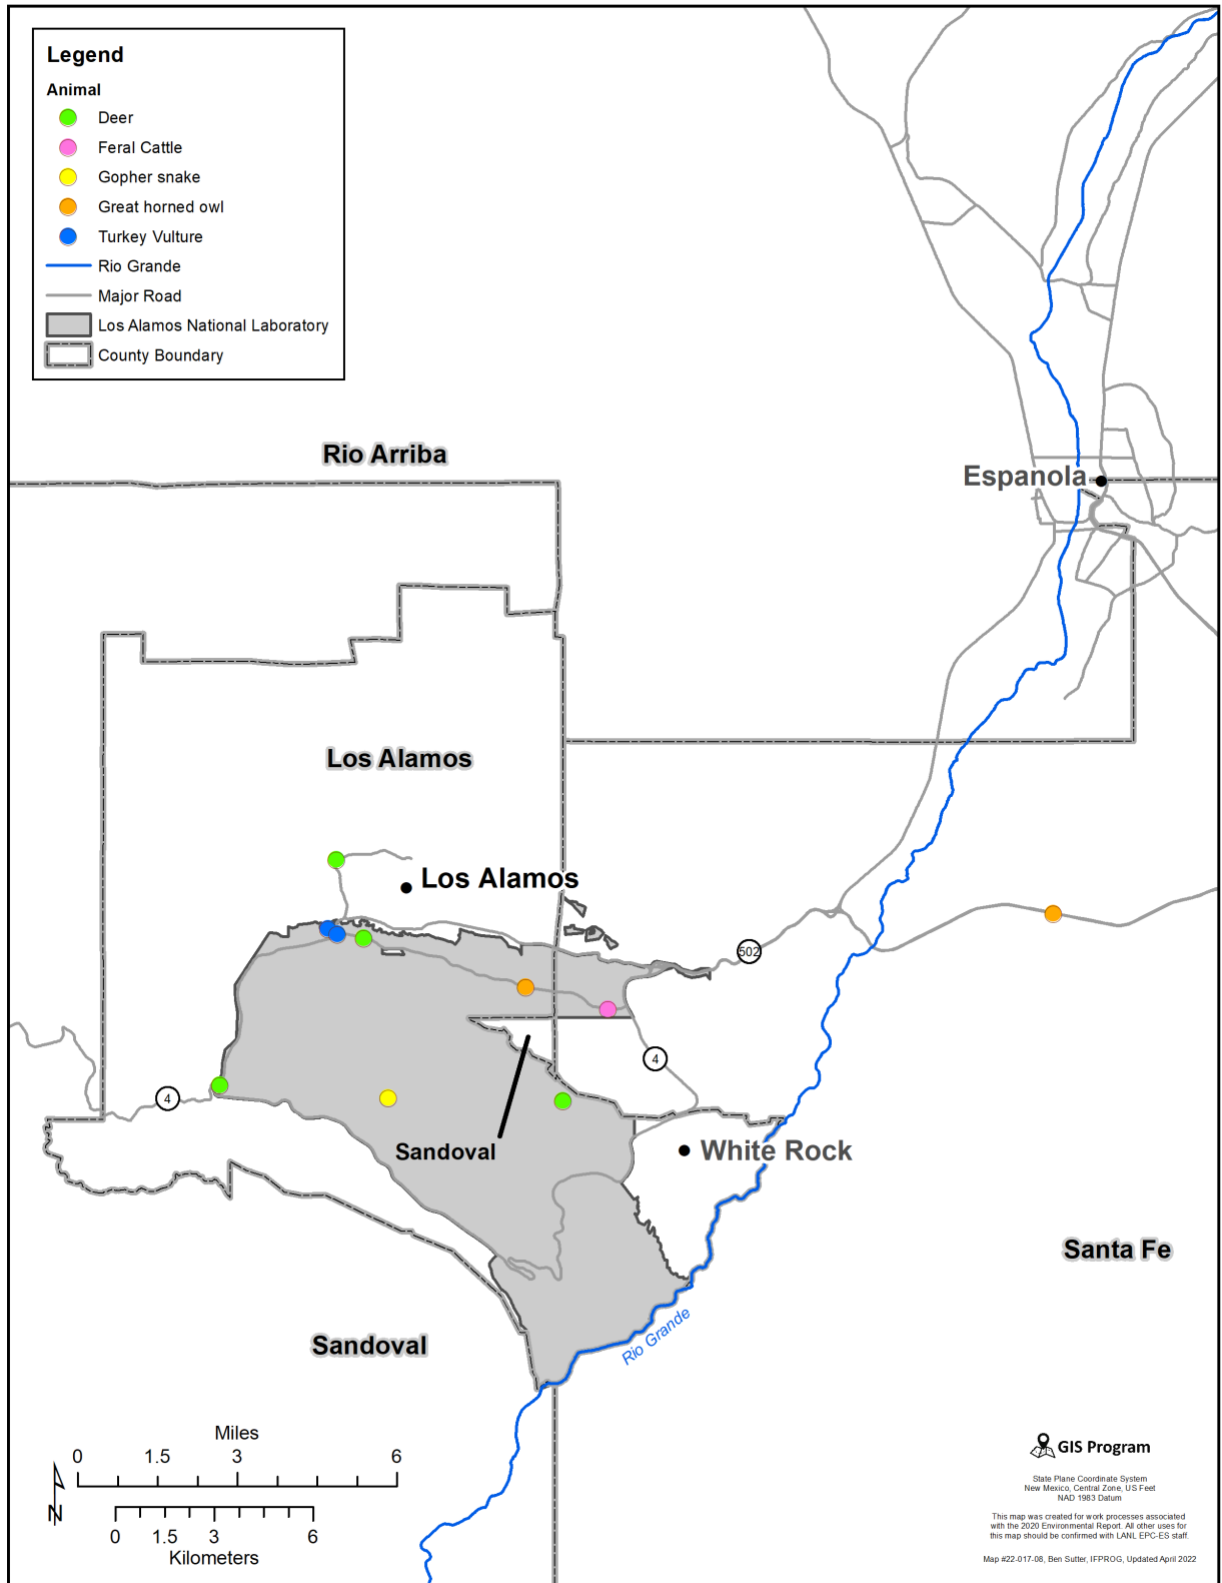 Legend
Animal
Deer
Feral Cattle
Gopher snake
Great horned owl
Turkey Vulture
Rio Grande
Major Road
Los Alamos National Laboratory
County Boundary
Rio Arriba
Espanola
Los Alamos
Los Alamos
502
4
4
Sandoval
White Rock
Santa Fe
Sandoval
Rio Grande
Miles
0 1.5 3 6
N
0 1.5 3 6
Kilometers
GIS Program
State Plane Coordinate System
New Mexico, Central Zone, US Feet
NAD 1983 Datum
This map was created for work processes associated
with the 2020 Environmental Report. All other uses for
this map should be confirmed with LANL EPC-ES staff.
Map #22-017-08, Ben Sutter, IFPROG, Updated April 2022